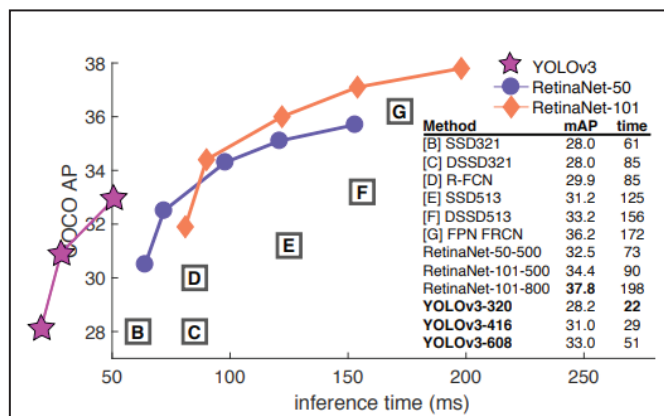 38
36
34
32
30
28
COCO AP
50
100
150
200
250
inference time (ms)
B
C
D
E
F
G
YOLOv3
RetinaNet-50
RetinaNet-101
Method mAP time
[B] SSD321 28.0 61
[C] DSSD321 28.0 85
[D] R-FCN 29.9 85
[E] SSD513 31.2 125
[F] DSSD513 33.2 156
[G] FPN FRCN 36.2 172
RetinaNet-50-500 32.5 73
RetinaNet-101-500 34.4 90
RetinaNet-101-800 37.8 198
YOLOv3-320 28.2 22
YOLOv3-416 31.0 29
YOLOv3-608 33.0 51